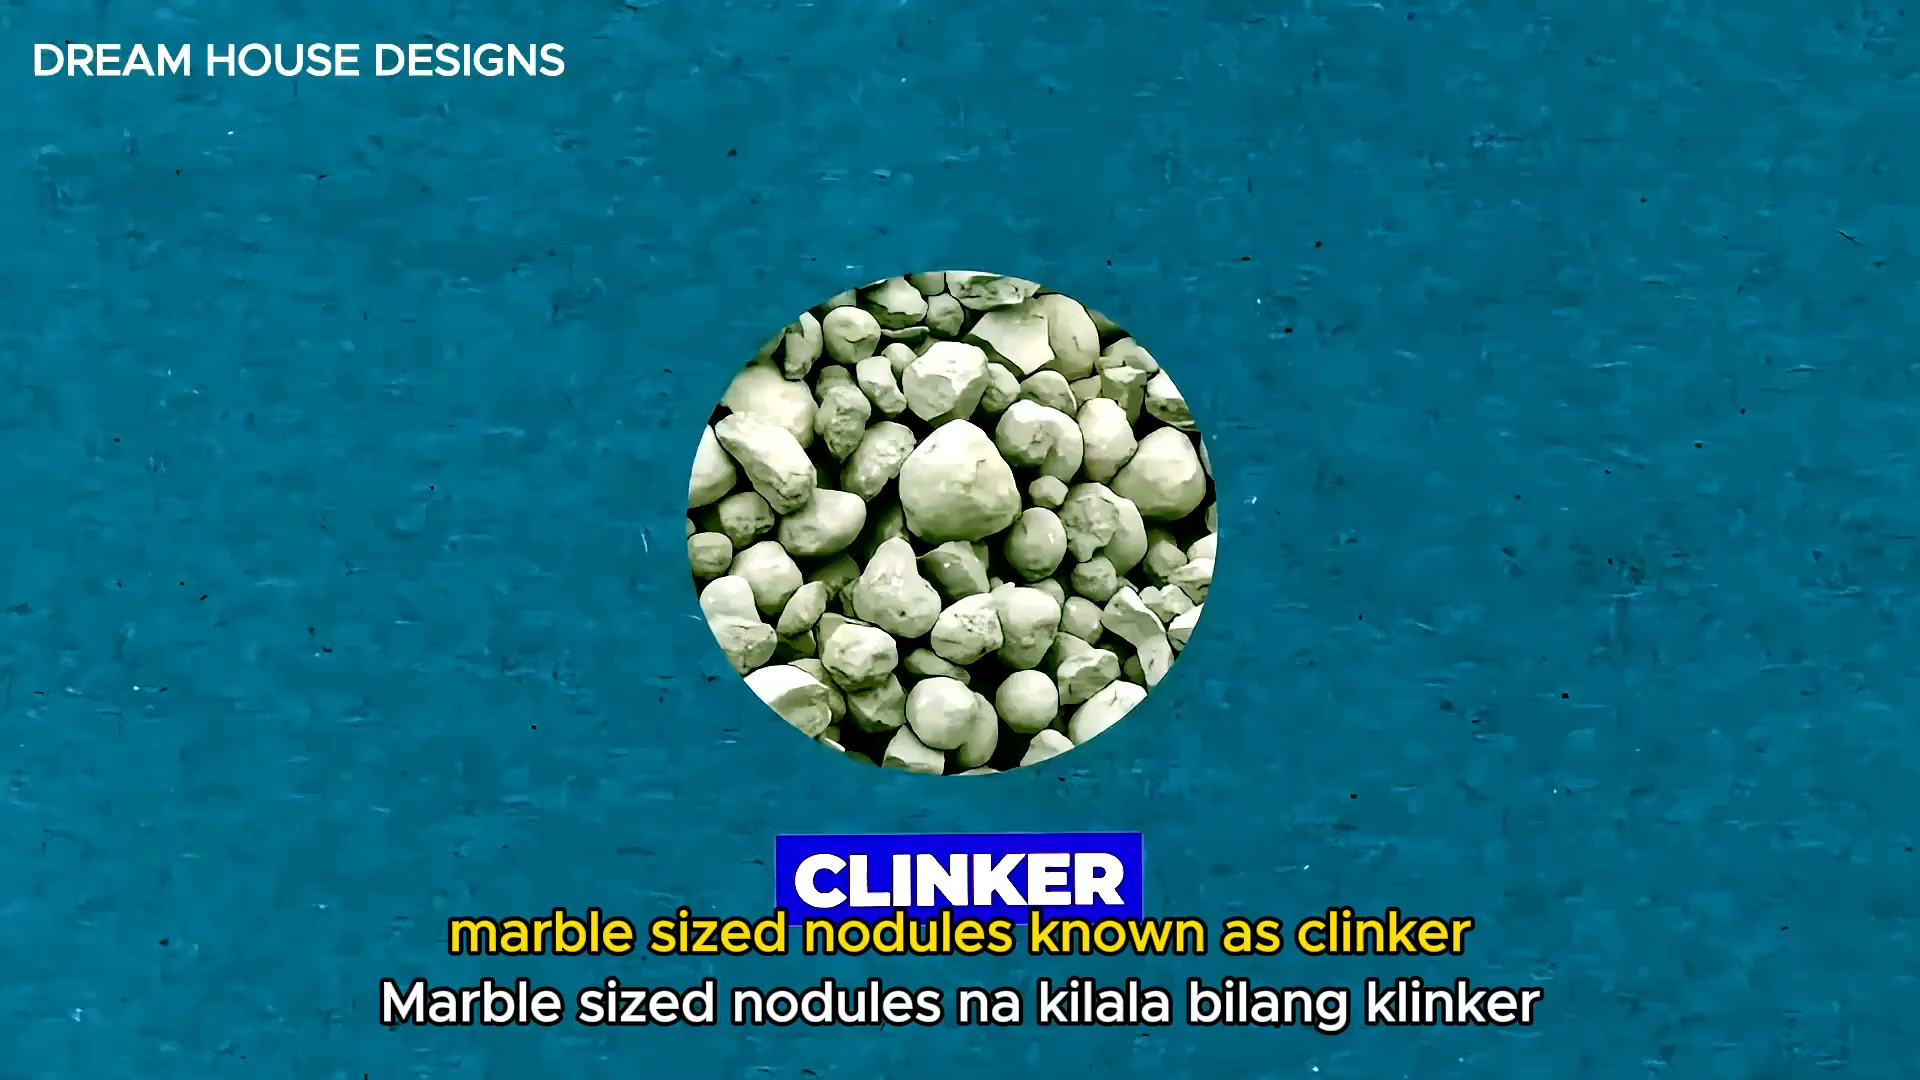 DREAM HOUSE DESIGNS
CLINKER
marble sized nodules known as clinker
Marble sized nodules na kilala bilang klinker